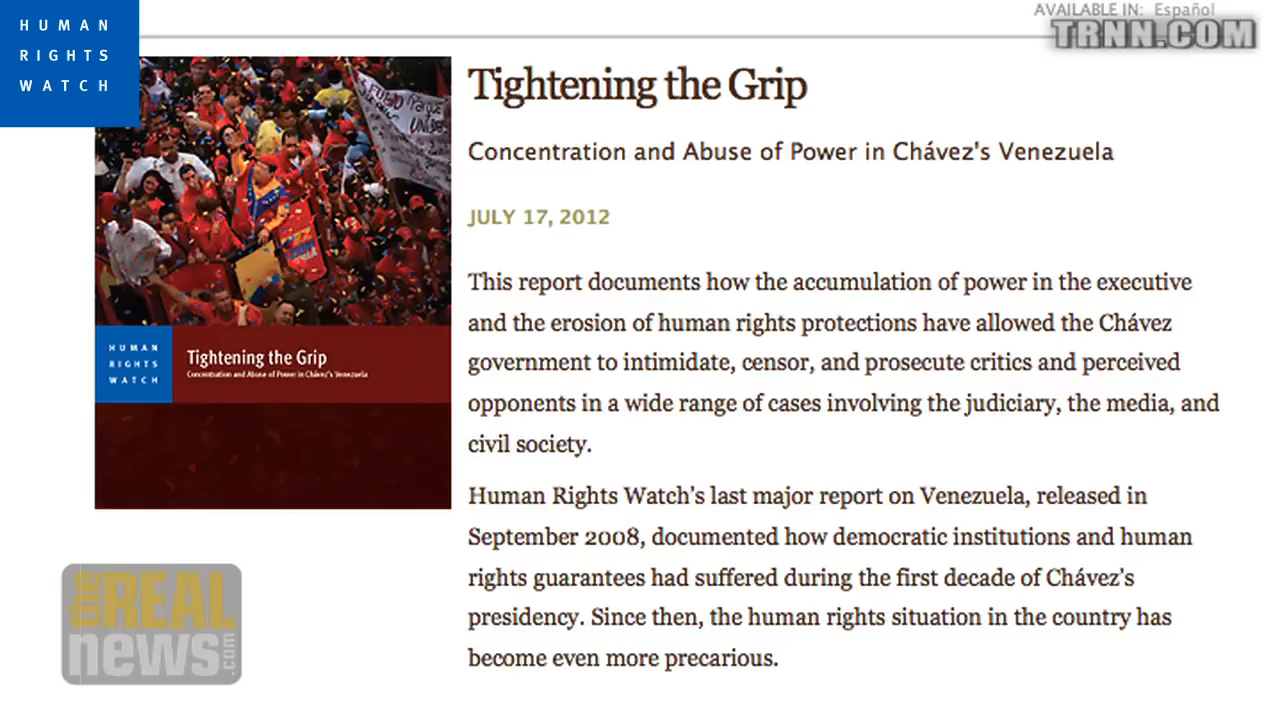 HUMAN
RIGHTS
WATCH
AVAILABLE IN: Español
TRNN.COM
Tightening the Grip
Concentration and Abuse of Power in Chávez's Venezuela
JULY 17, 2012
This report documents how the accumulation of power in the executive
and the erosion of human rights protections have allowed the Chávez
government to intimidate, censor, and prosecute critics and perceived
opponents in a wide range of cases involving the judiciary, the media, and
civil society.
Human Rights Watch’s last major report on Venezuela, released in
September 2008, documented how democratic institutions and human
rights guarantees had suffered during the first decade of Chávez's
presidency. Since then, the human rights situation in the country has
become even more precarious.
HUMAN
RIGHTS
WATCH
Tightening the Grip
Concentration and Abuse of Power in Chávez's Venezuela
the REAL
news.com